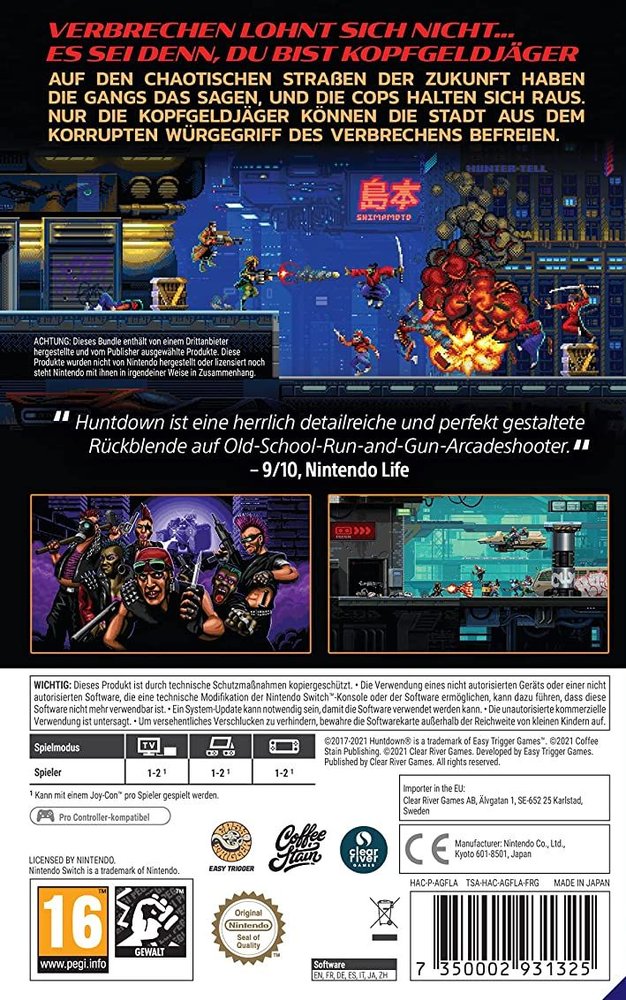 VERBRECHEN LOHNT SICH NICHT...
ES SEI DENN, DU BIST KOPFGELDJÄGER
AUF DEN CHAOTISCHEN STRAßEN DER ZUKUNFT HABEN
DIE GANGS DAS SAGEN, UND DIE COPS HALTEN SICH RAUS.
NUR DIE KOPFGELDJÄGER KÖNNEN DIE STADT AUS DEM
KORRUPTEN WÜRGEGRIFF DES VERBRECHENS BEFREIEN.
HUNTER-TELL
島本
SHIMAMOTO
ACHTUNG: Dieses Bundle enthält von einem Drittanbieter
hergestellte und vom Publisher ausgewählte Produkte. Diese
Produkte wurden nicht von Nintendo hergestellt oder lizensiert noch
steht Nintendo mit ihnen in irgendeiner Weise in Zusammenhang.
"Huntdown ist eine herrlich detailreiche und perfekt gestaltete
Rückblende auf Old-School-Run-and-Gun-Arcadeshooter."
– 9/10, Nintendo Life
WICHTIG: Dieses Produkt ist durch technische Schutzmaßnahmen kopiergeschützt. • Die Verwendung eines nicht autorisierten Geräts oder einer nicht
autorisierten Software, die eine technische Modifikation der Nintendo Switch™-Konsole oder der Software ermöglichen, kann dazu führen, dass diese
Software nicht mehr verwendbar ist. • Ein System-Update kann notwendig sein, damit die Software verwendet werden kann. • Die unautorisierte kommerzielle
Verwendung ist untersagt. • Um versehentliches Verschlucken zu verhindern, bewahre die Softwarekarte außerhalb der Reichweite von kleinen Kindern auf.
Spielmodus
TV
Spieler 1-2¹ 1-2¹ 1-2¹
¹ Kann mit einem Joy-Con™ pro Spieler gespielt werden.
Pro Controller-kompatibel
©2017-2021 Huntdown® is a trademark of Easy Trigger Games™. ©2021 Coffee
Stain Publishing. ©2021 Clear River Games. Developed by Easy Trigger Games.
Published by Clear River Games. All rights reserved.
Importer in the EU:
Clear River Games AB, Älvgatan 1, SE-652 25 Karlstad,
Sweden
EASY TRIGGER
Coffee
Stain
clear
river
GAMES
CE
Manufacturer: Nintendo Co., Ltd.,
Kyoto 601-8501, Japan
LICENSED BY NINTENDO.
Nintendo Switch is a trademark of Nintendo.
HAC-P-AGFLA TSA-HAC-AGFLA-FRG MADE IN JAPAN
16
www.pegi.info
GEWALT
Original
Nintendo
Seal of
Quality
Software
EN, FR, DE, ES, IT, JA, ZH
7 350002 931325